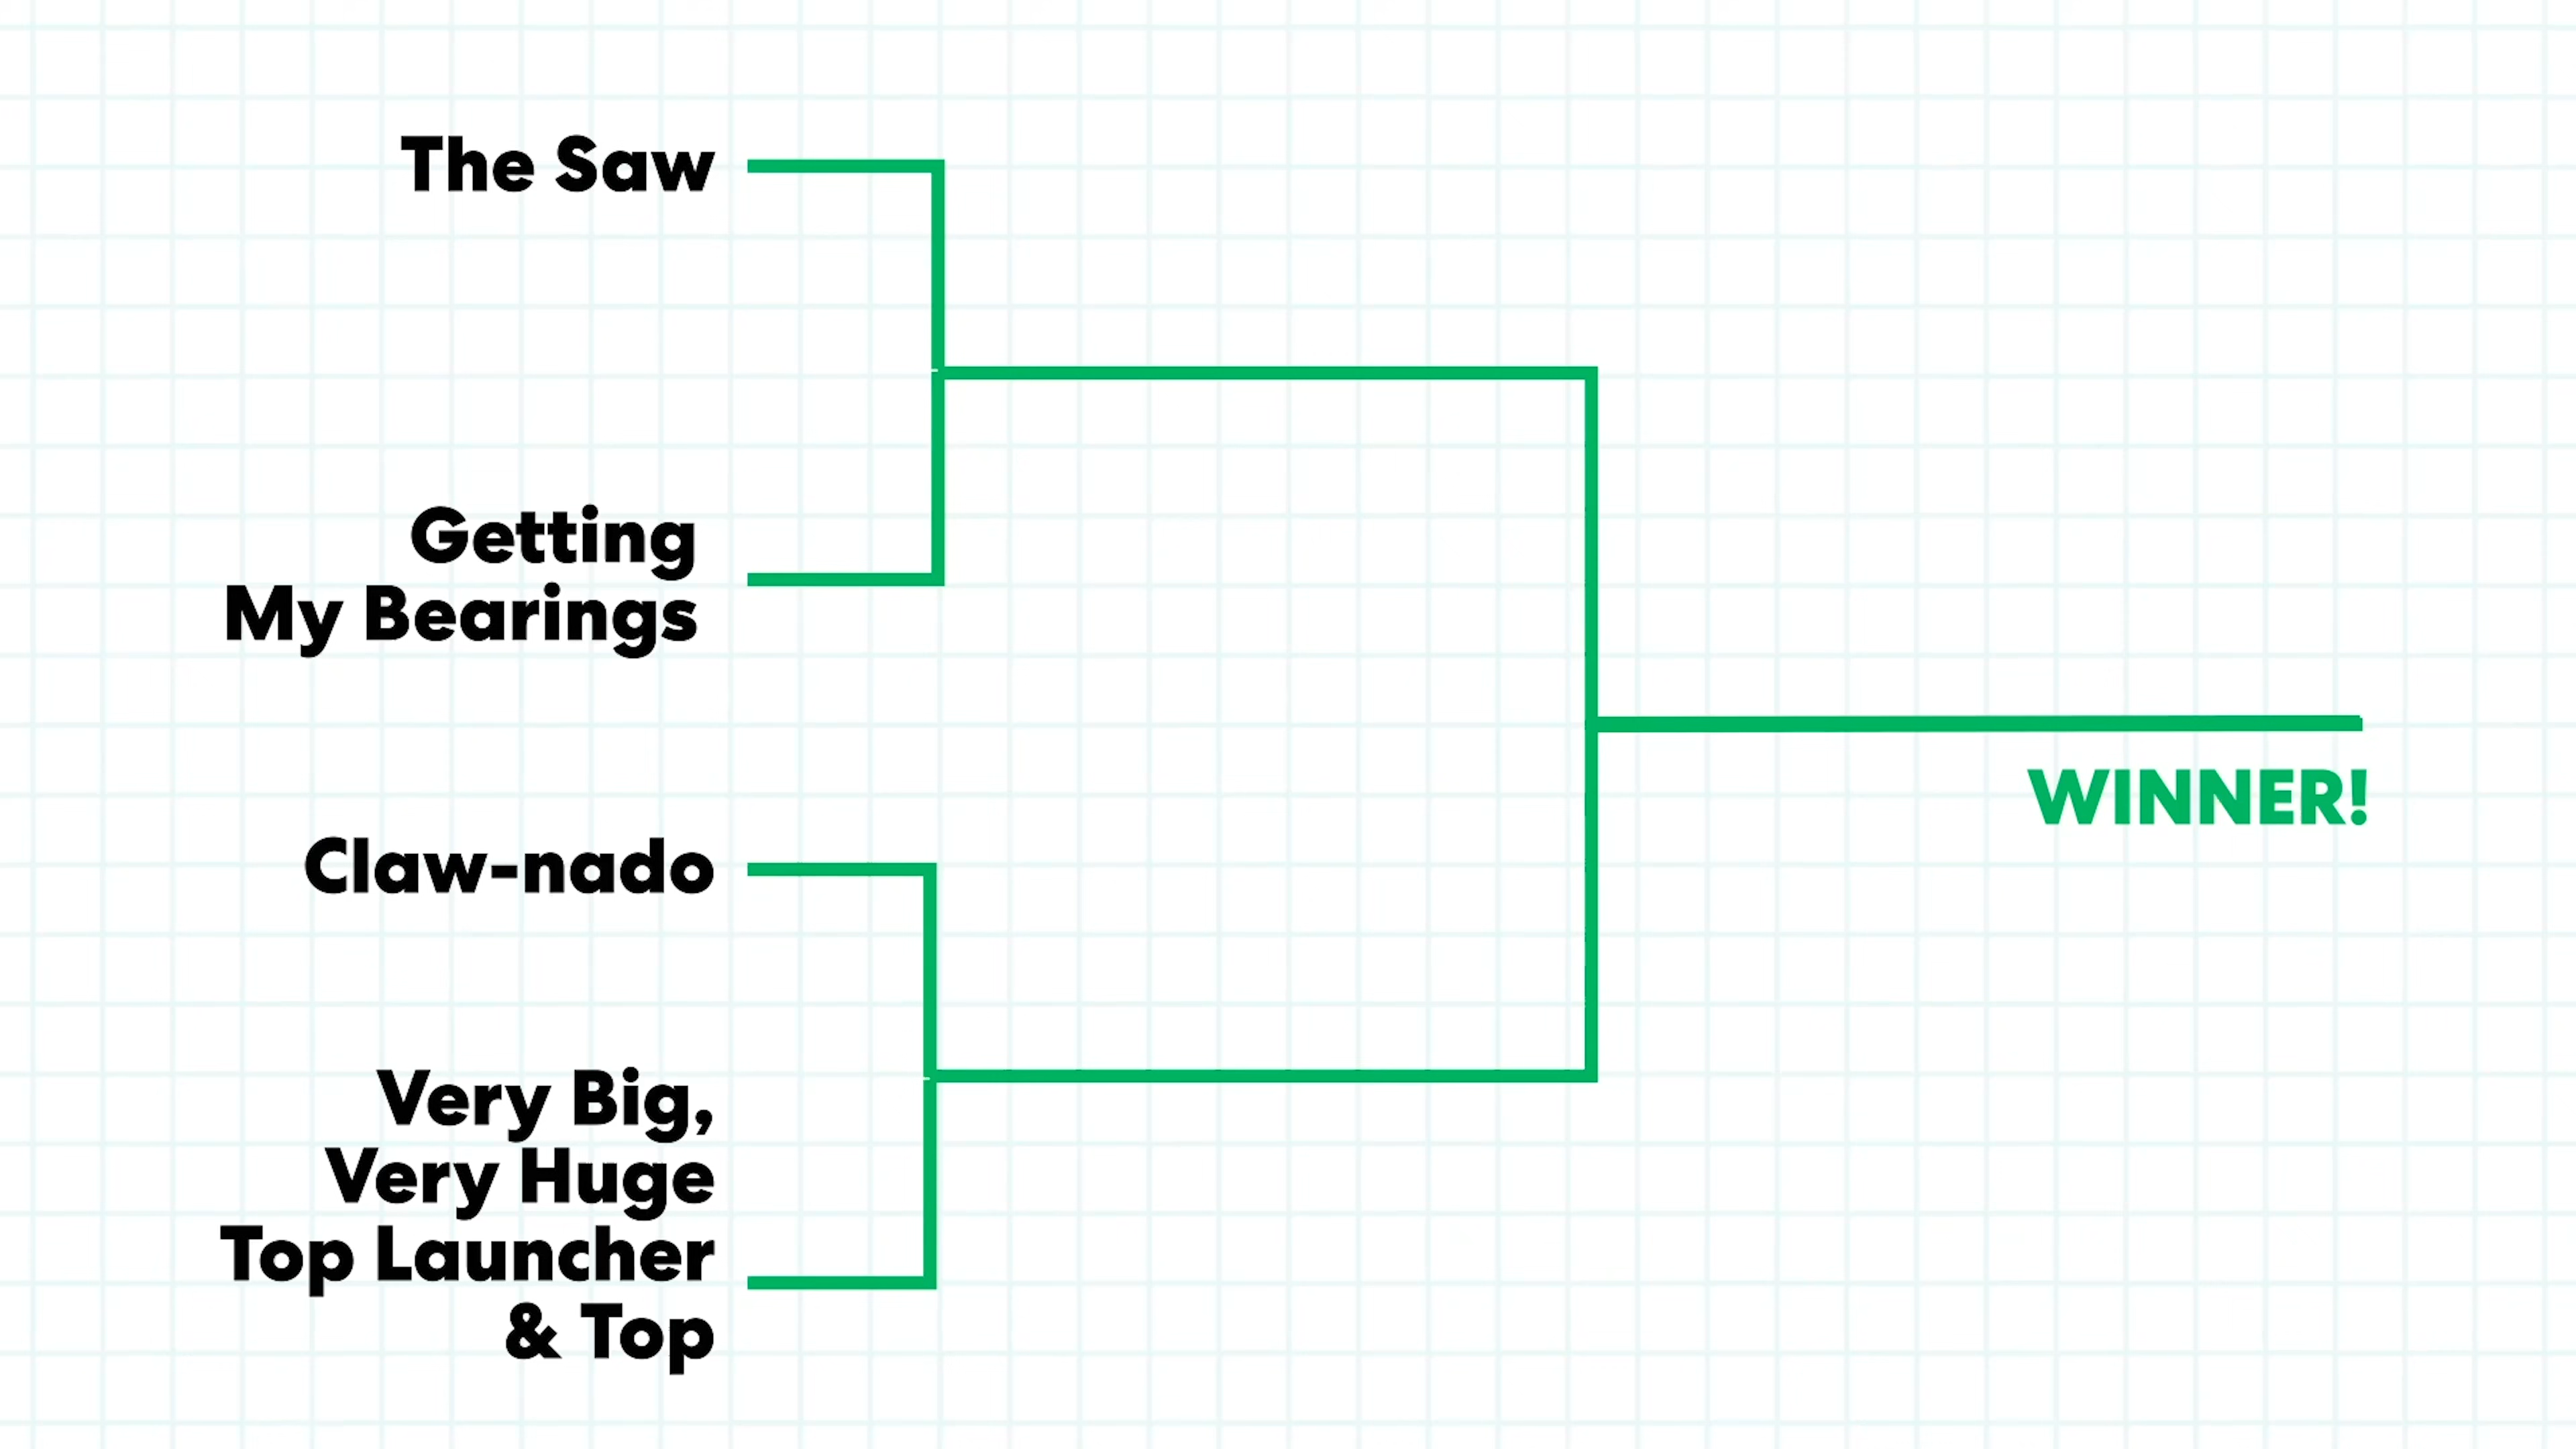 The Saw
Getting
My Bearings
WINNER!
Claw-nado
Very Big,
Very Huge
Top Launcher
& Top